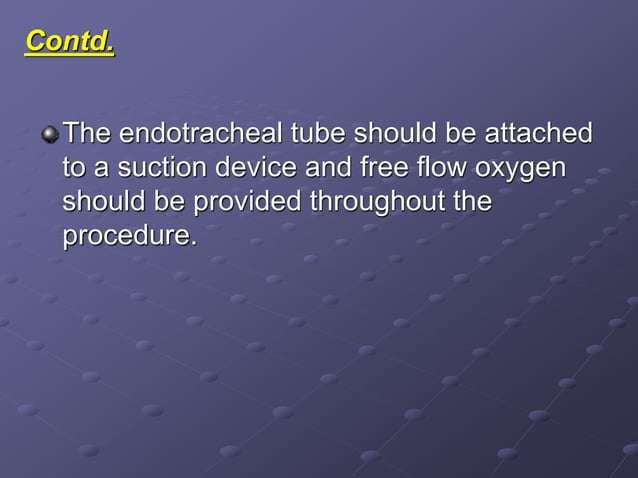 Contd.
The endotracheal tube should be attached
to a suction device and free flow oxygen
should be provided throughout the
procedure.